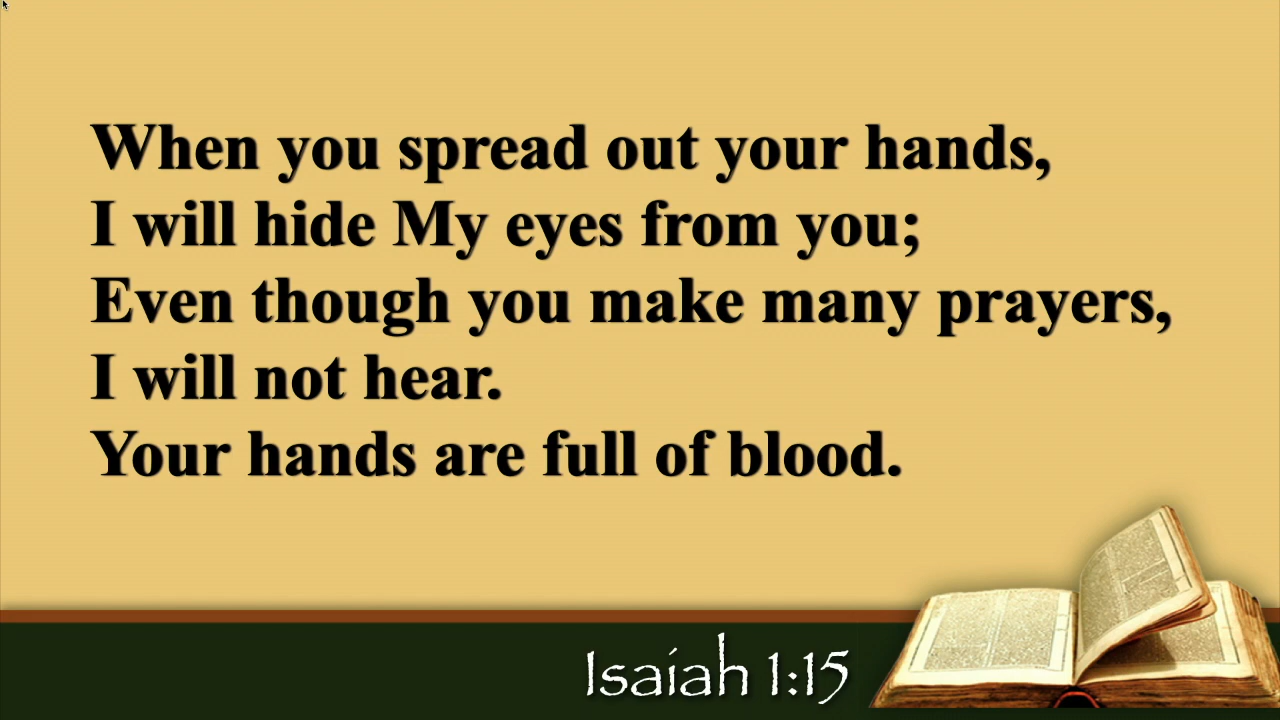 When you spread out your hands,
I will hide My eyes from you;
Even though you make many prayers,
I will not hear.
Your hands are full of blood.
Isaiah 1:15